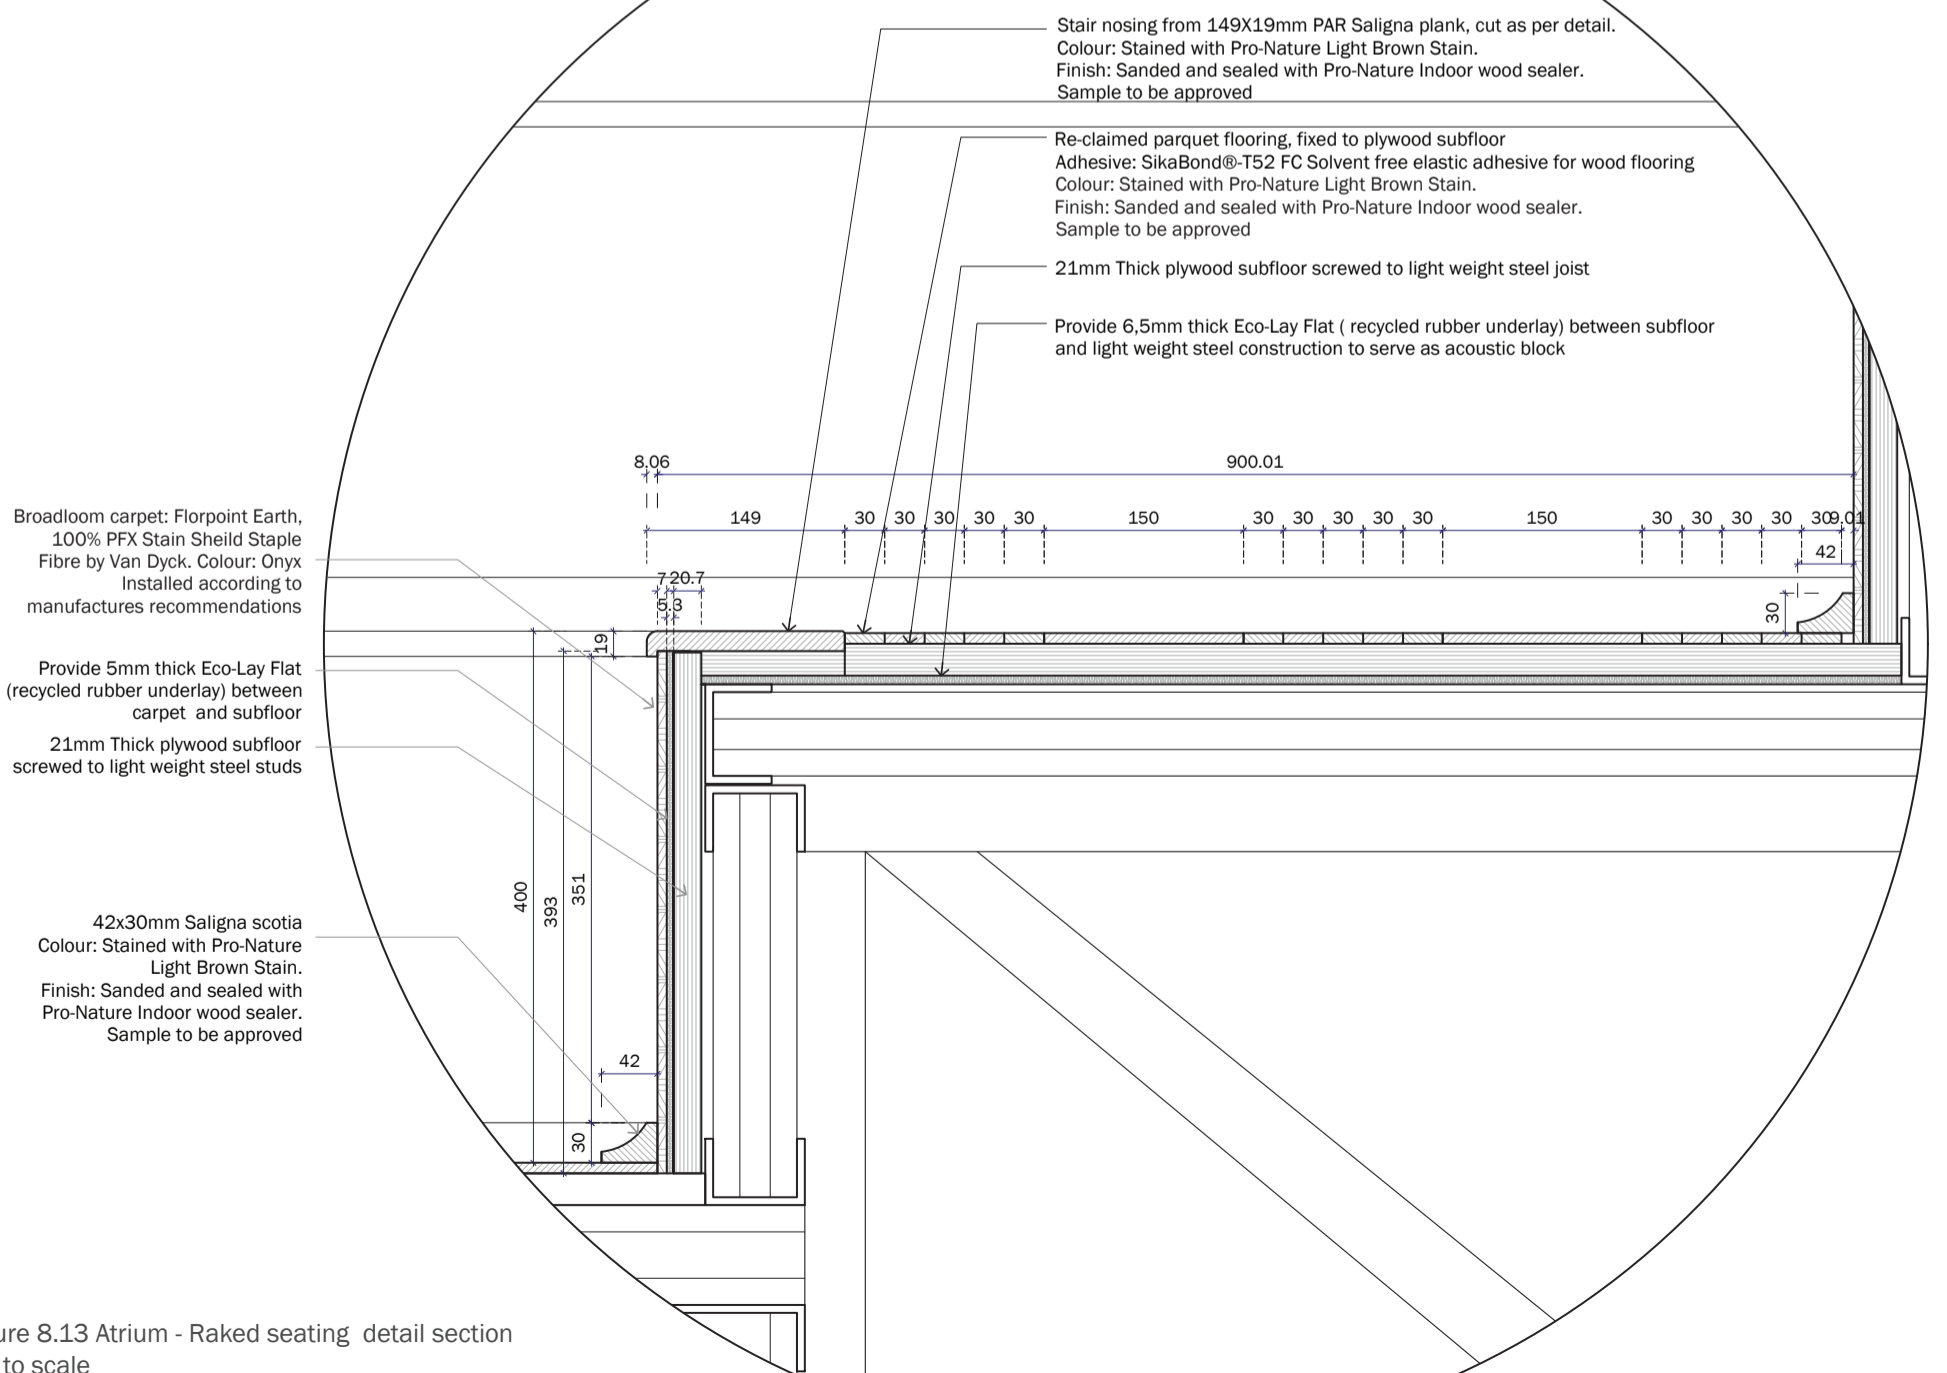 Stair nosing from 149X19mm PAR Saligna plank, cut as per detail.
Colour: Stained with Pro-Nature Light Brown Stain.
Finish: Sanded and sealed with Pro-Nature Indoor wood sealer.
Sample to be approved
Re-claimed parquet flooring, fixed to plywood subfloor
Adhesive: SikaBond®-T52 FC Solvent free elastic adhesive for wood flooring
Colour: Stained with Pro-Nature Light Brown Stain.
Finish: Sanded and sealed with Pro-Nature Indoor wood sealer.
Sample to be approved
21mm Thick plywood subfloor screwed to light weight steel joist
Provide 6,5mm thick Eco-Lay Flat ( recycled rubber underlay) between subfloor
and light weight steel construction to serve as acoustic block
8.06 900.01
149 30 30 30 30 30 150 30 30 30 30 30 150 30 30 30 30 30 9.01
42
30
7 20.7
5.3
19
Broadloom carpet: Florpoint Earth,
100% PFX Stain Sheild Staple
Fibre by Van Dyck. Colour: Onyx
Installed according to
manufactures recommendations
Provide 5mm thick Eco-Lay Flat
(recycled rubber underlay) between
carpet and subfloor
21mm Thick plywood subfloor
screwed to light weight steel studs
400
393
351
42x30mm Saligna scotia
Colour: Stained with Pro-Nature
Light Brown Stain.
Finish: Sanded and sealed with
Pro-Nature Indoor wood sealer.
Sample to be approved
42
30
ure 8.13 Atrium - Raked seating detail section
to scale